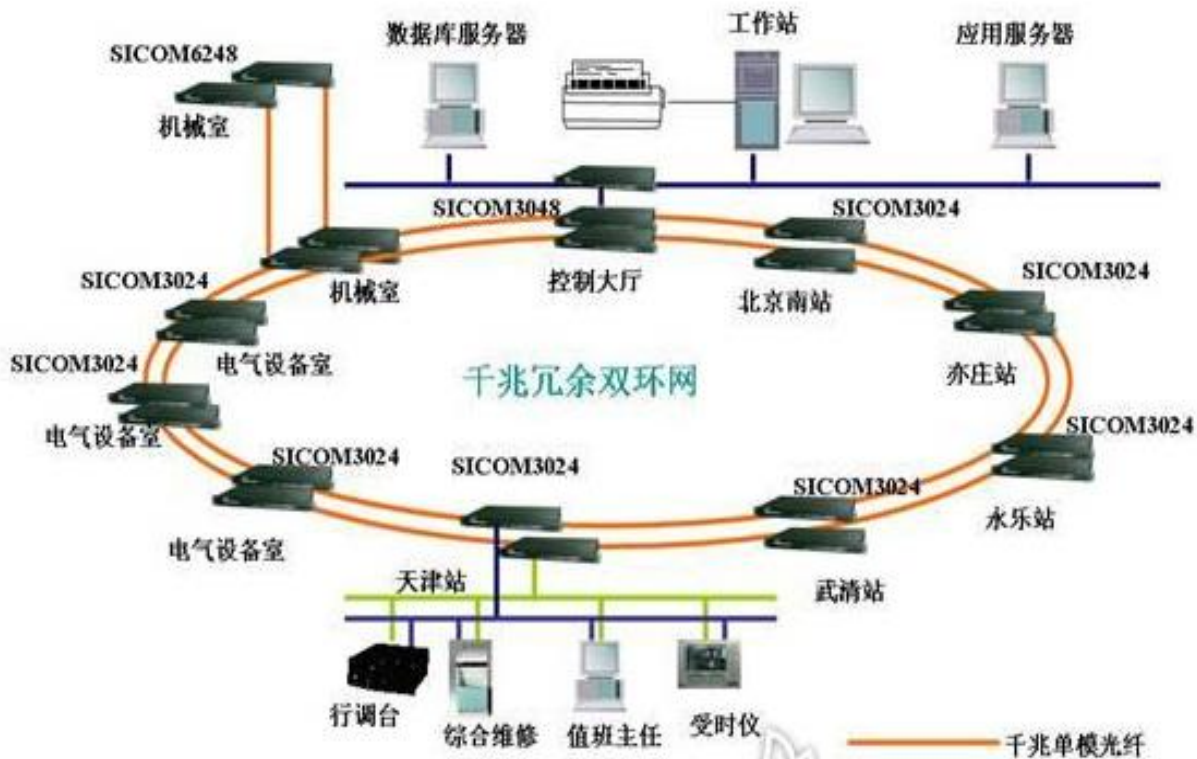 SICOM6248
机械室
数据库服务器
工作站
应用服务器
SICOM3048
SICOM3024
SICOM3024
SICOM3024
机械室
控制大厅
北京南站
SICOM3024
电气设备室
千兆冗余双环网
亦庄站
SICOM3024
电气设备室
SICOM3024
SICOM3024
SICOM3024
永乐站
电气设备室
天津站
武清站
行调台
综合维修
值班主任
受时仪
千兆单模光纤